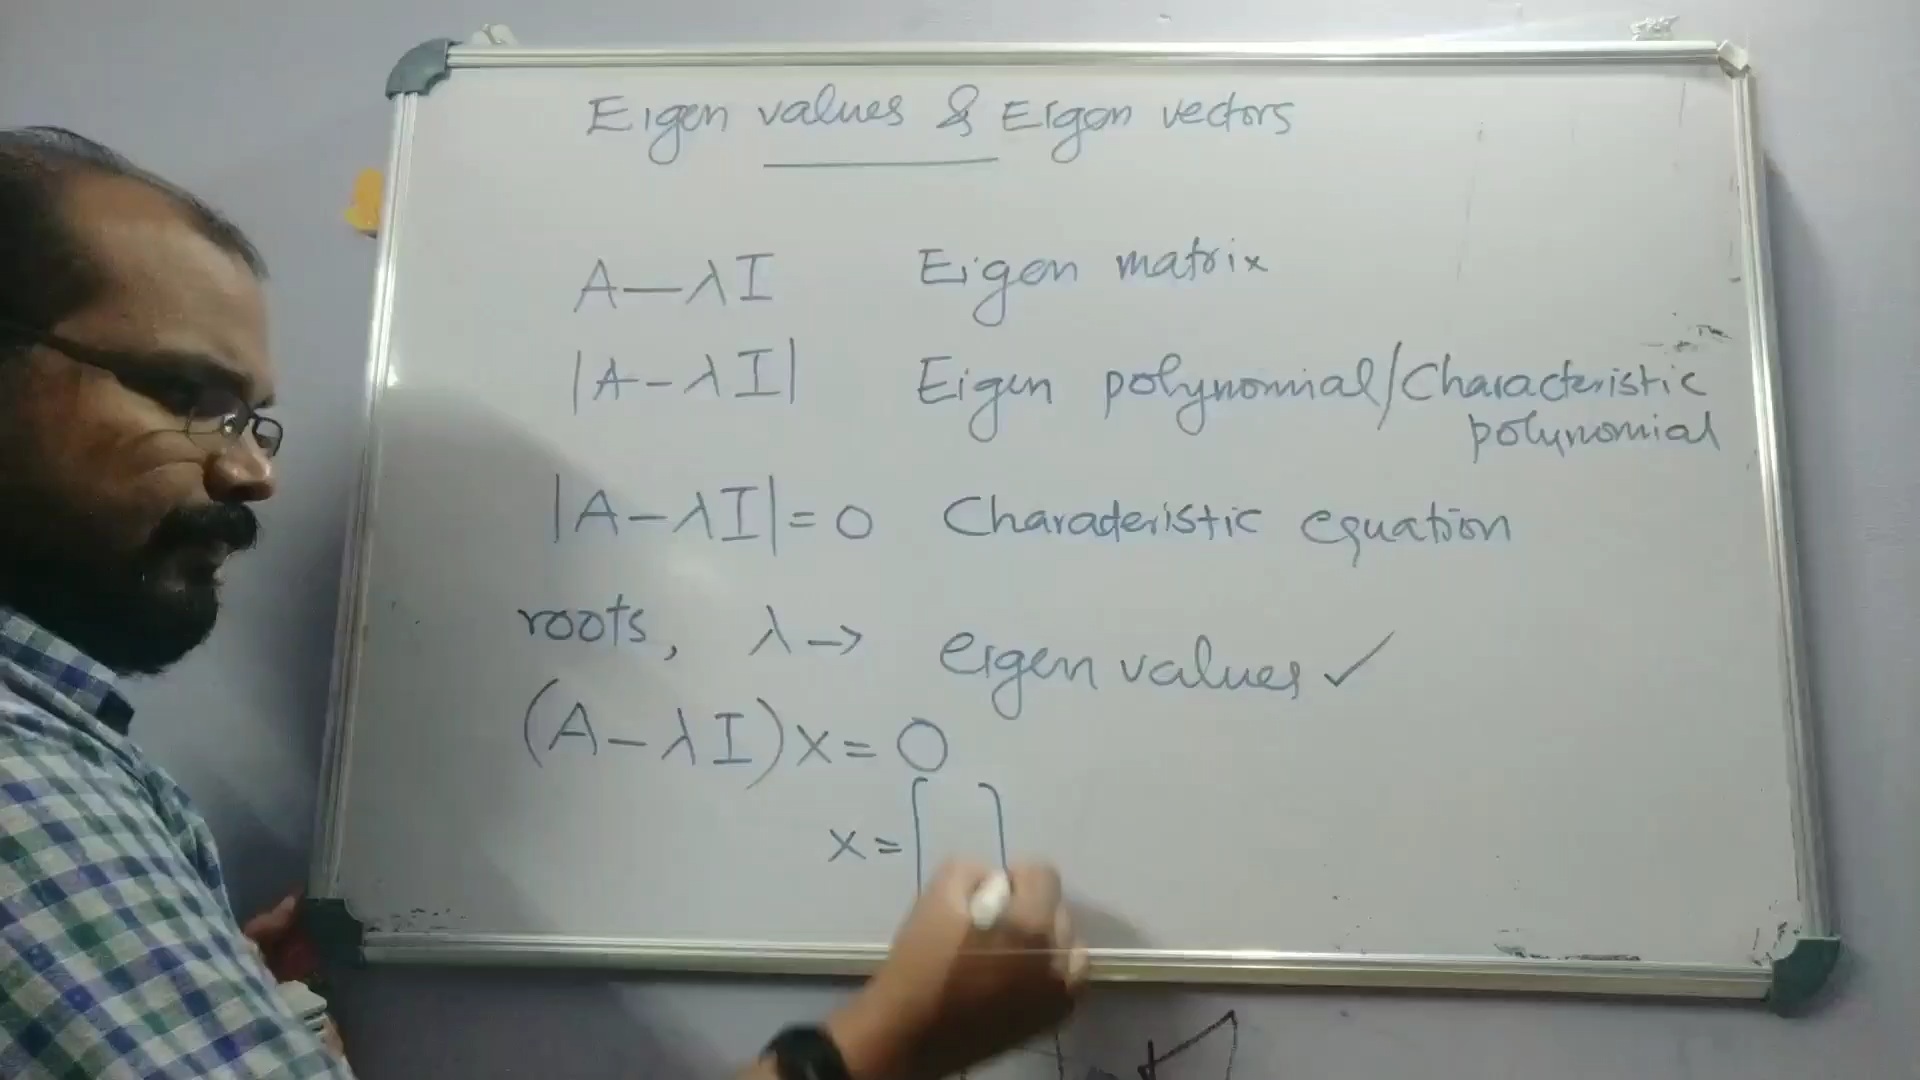 Eigen values & Eigen vectors
A-λI Eigen matrix
|A-λI| Eigen polynomial/Characteristic
polynomial
|A-λI|=0 Characteristic equation
roots, λ→ eigen values ✓
(A-λI)x=0
x=[ ]